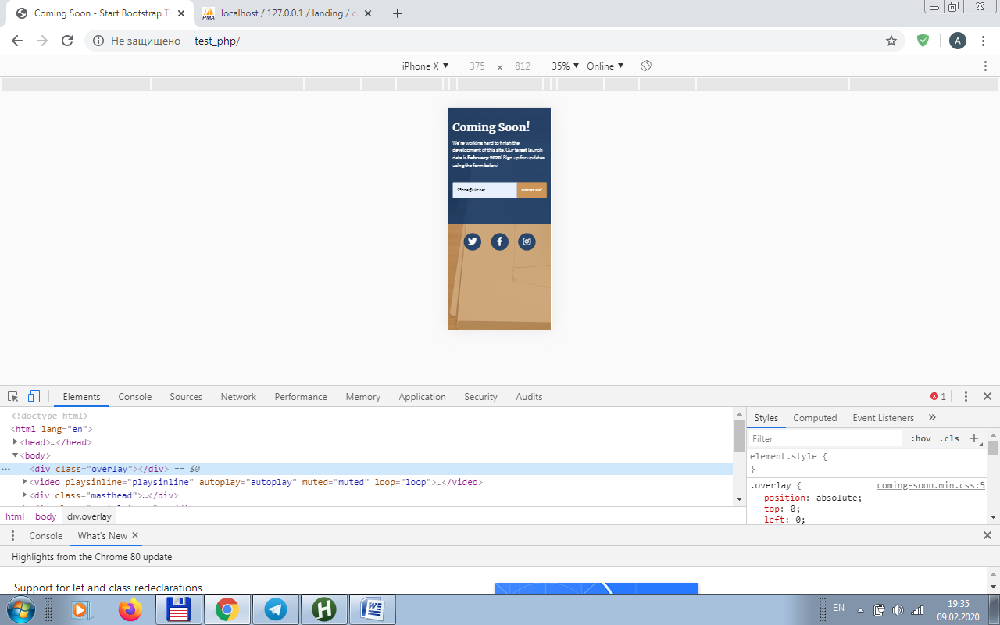 Coming Soon - Start Bootstrap T
PMA localhost / 127.0.0.1 / landing /
Не защищено test_php/
A
iPhone X 375 × 812 35% Online
Coming Soon!
We're working hard to finish the
development of this site. Our target launch
date is February 2020! Sign up for updates
using the form below!
NOTIFY ME!
Elements Console Sources Network Performance Memory Application Security Audits 1
<!doctype html>
<html lang="en">
<head>…</head>
<body>
<div class="overlay"></div> == $0
<video playsinline="playsinline" autoplay="autoplay" muted="muted" loop="loop">…</video>
<div class="masthead">…</div>
html body div.overlay
Styles Computed Event Listeners
Filter :hov .cls
element.style {
}
.overlay { coming-soon.min.css:5
position: absolute;
top: 0;
left: 0;
Console What's New
Highlights from the Chrome 80 update
Support for let and class redeclarations
EN
19:35
09.02.2020